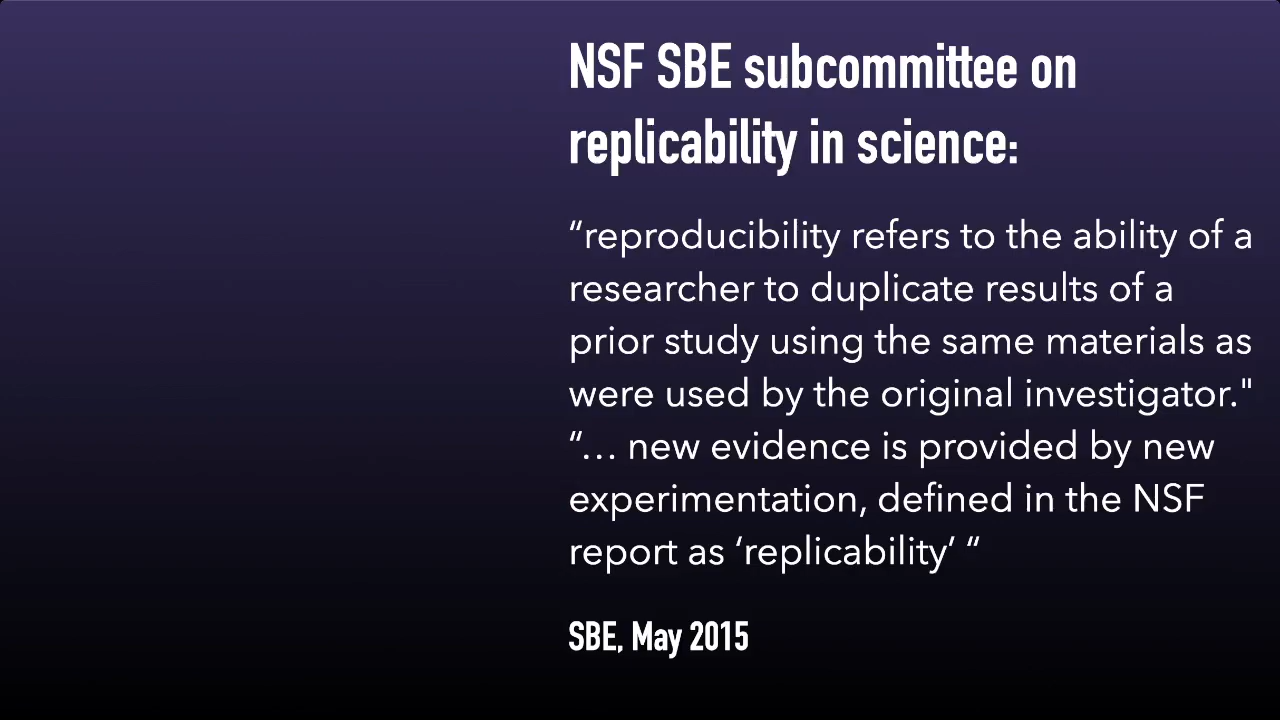 NSF SBE subcommittee on
replicability in science:
“reproducibility refers to the ability of a
researcher to duplicate results of a
prior study using the same materials as
were used by the original investigator."
“… new evidence is provided by new
experimentation, defined in the NSF
report as ‘replicability’ “
SBE, May 2015